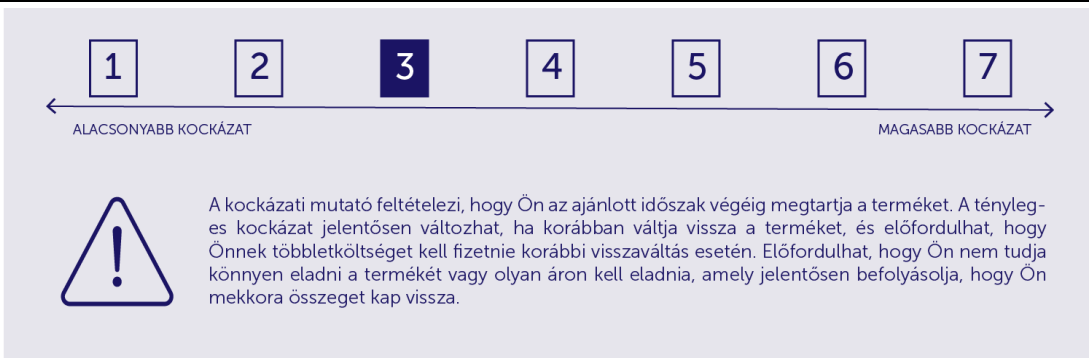 1 2 3 4 5 6 7
ALACSONYABB KOCKÁZAT MAGASABB KOCKÁZAT
A kockázati mutató feltételezi, hogy Ön az ajánlott időszak végéig megtartja a terméket. A tényleg-
es kockázat jelentősen változhat, ha korábban váltja vissza a terméket, és előfordulhat, hogy
Önnek többletköltséget kell fizetnie korábbi visszaváltás esetén. Előfordulhat, hogy Ön nem tudja
könnyen eladni a termékét vagy olyan áron kell eladnia, amely jelentősen befolyásolja, hogy Ön
mekkora összeget kap vissza.